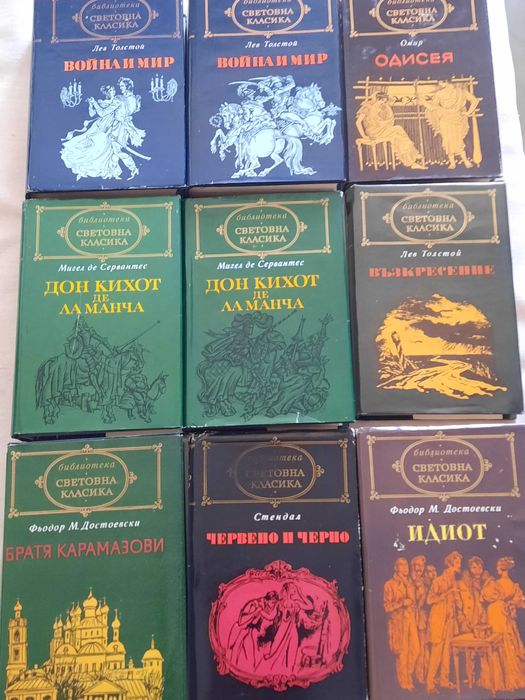 библиотека
СВЕТОВНА
КЛАСИКА
Лев Толстой
ВОЙНА И МИР
библиотека
СВЕТОВНА
КЛАСИКА
Лев Толстой
ВОЙНА И МИР
библиотека
СВЕТОВНА
КЛАСИКА
Омир
ОДИСЕЯ
библиотека
СВЕТОВНА
КЛАСИКА
Мигел де Сервантес
ДОН КИХОТ
ДЕ
ЛА МАНЧА
библиотека
СВЕТОВНА
КЛАСИКА
Мигел де Сервантес
ДОН КИХОТ
ДЕ
ЛА МАНЧА
библиотека
СВЕТОВНА
КЛАСИКА
Лев Толстой
ВЪЗКРЕСЕНИЕ
библиотека
СВЕТОВНА
КЛАСИКА
Фьодор М. Достоевски
БРАТЯ КАРАМАЗОВИ
библиотека
СВЕТОВНА
КЛАСИКА
Стендал
ЧЕРВЕНО И ЧЕРНО
библиотека
СВЕТОВНА
КЛАСИКА
Фьодор М. Достоевски
ИДИОТ